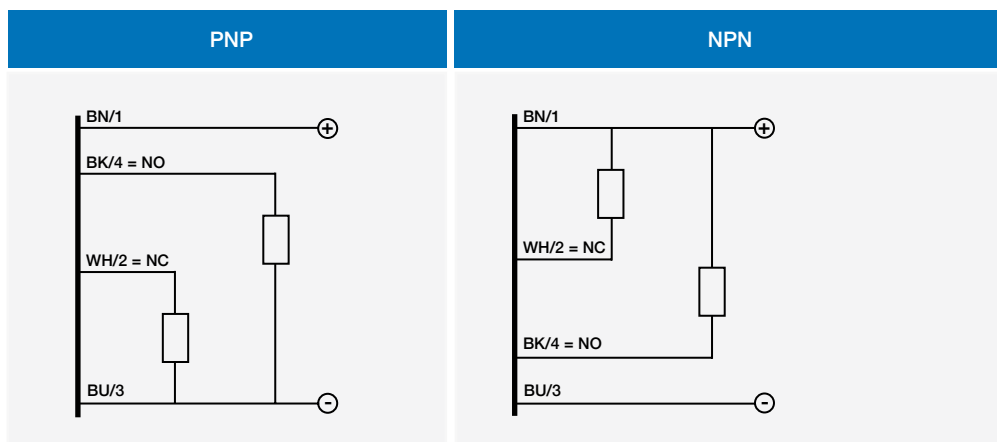 PNP
BN/1
+
BK/4 = NO
WH/2 = NC
BU/3
-
NPN
BN/1
+
WH/2 = NC
BK/4 = NO
BU/3
-